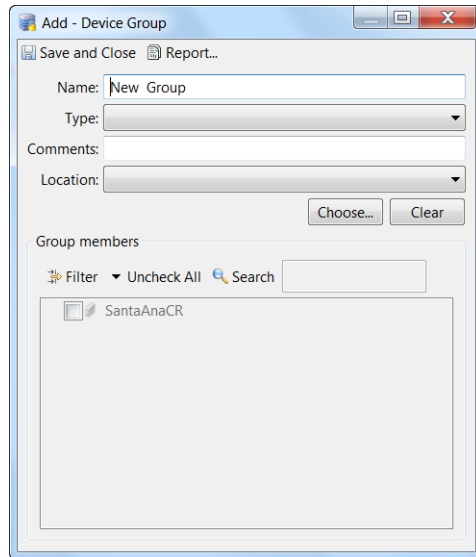 Add - Device Group
Save and Close Report...
Name: New Group
Type:
Comments:
Location:
Choose... Clear
Group members
Filter Uncheck All Search
SantaAnaCR